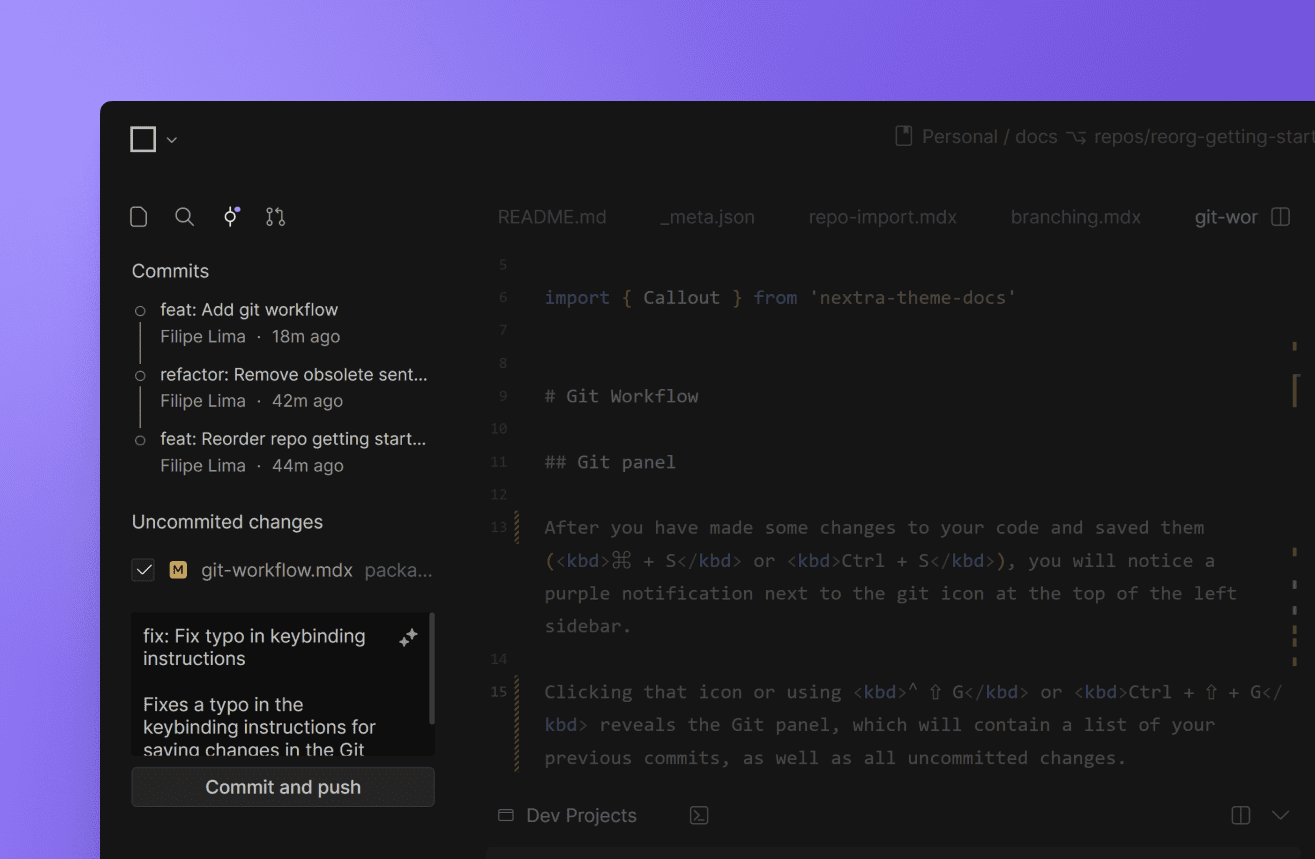 Personal / docs repos/reorg-getting-start
README.md _meta.json repo-import.mdx branching.mdx git-wor
Commits
feat: Add git workflow
Filipe Lima · 18m ago
refactor: Remove obsolete sent...
Filipe Lima · 42m ago
feat: Reorder repo getting start...
Filipe Lima · 44m ago
Uncommited changes
M git-workflow.mdx packa...
fix: Fix typo in keybinding
instructions
Fixes a typo in the
keybinding instructions for
saving changes in the Git
Commit and push
5
6 import { Callout } from 'nextra-theme-docs'
7
8
9 # Git Workflow
10
11 ## Git panel
12
13 After you have made some changes to your code and saved them
(<kbd>⌘ + S</kbd> or <kbd>Ctrl + S</kbd>), you will notice a
purple notification next to the git icon at the top of the left
sidebar.
14
15 Clicking that icon or using <kbd>^ ⇧ G</kbd> or <kbd>Ctrl + ⇧ + G</
kbd> reveals the Git panel, which will contain a list of your
previous commits, as well as all uncommitted changes.
Dev Projects